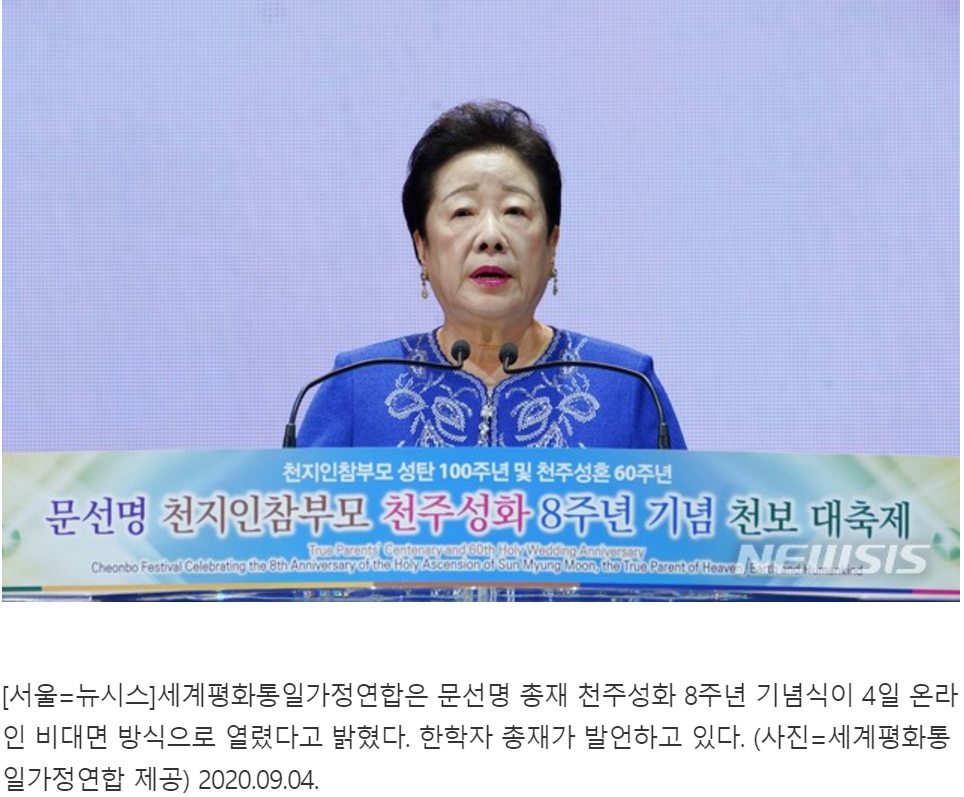 천지인참부모 성탄 100주년 및 천주성혼 60주년
문선명 천지인참부모 천주성화 8주년 기념 천보 대축제
True Parents' Centenary and 60th Holy Wedding Anniversary
Cheonbo Festival Celebrating the 8th Anniversary of the Holy Ascension of Sun Myung Moon, the True Parent of Heaven, Earth and Humankind
NEWSIS
[서울=뉴시스]세계평화통일가정연합은 문선명 총재 천주성화 8주년 기념식이 4일 온라
인 비대면 방식으로 열렸다고 밝혔다. 한학자 총재가 발언하고 있다. (사진=세계평화통
일가정연합 제공) 2020.09.04.